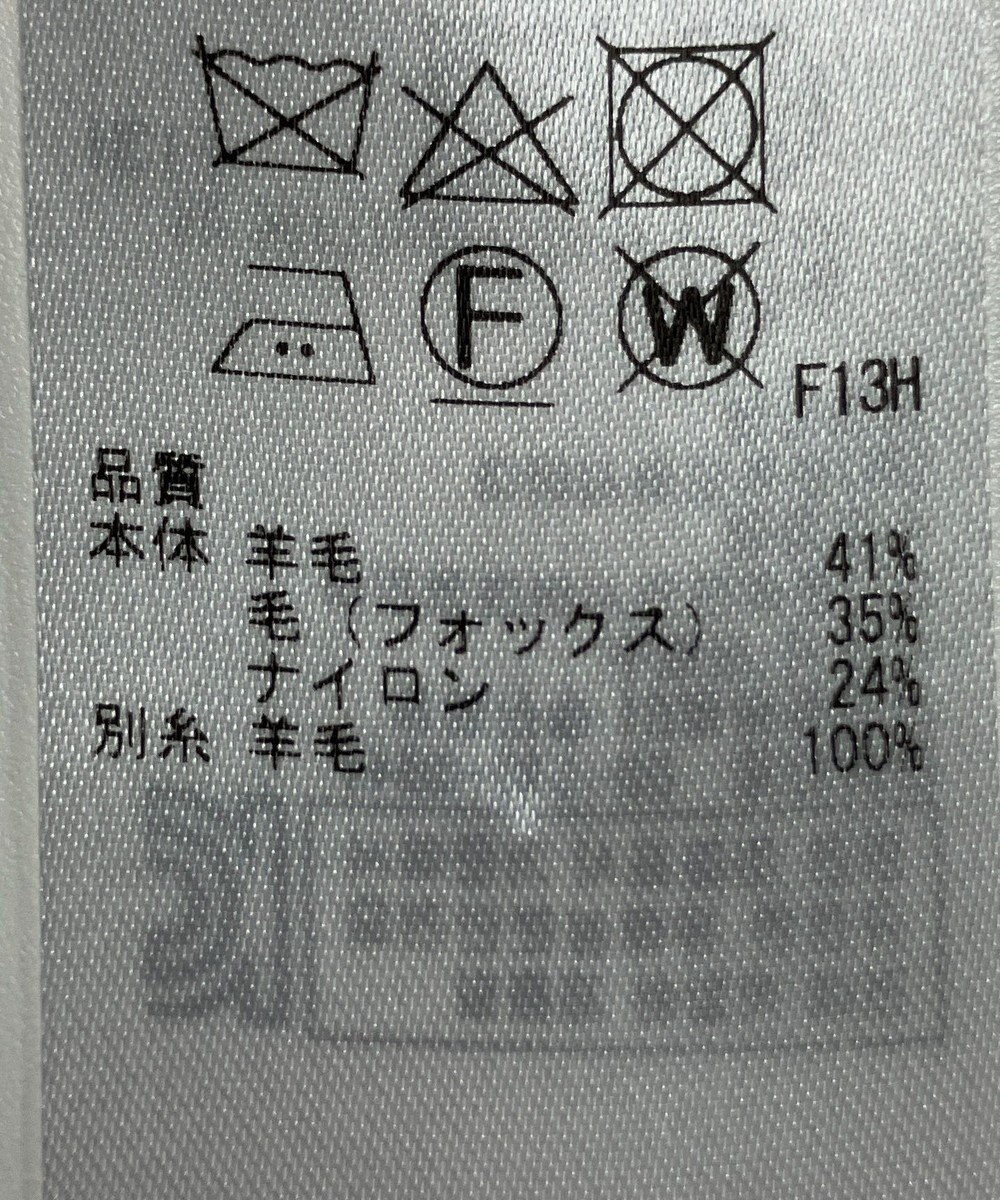 F W F13H
品質
本体 羊毛 41%
毛(フォックス) 35%
ナイロン 24%
別糸 羊毛 100%